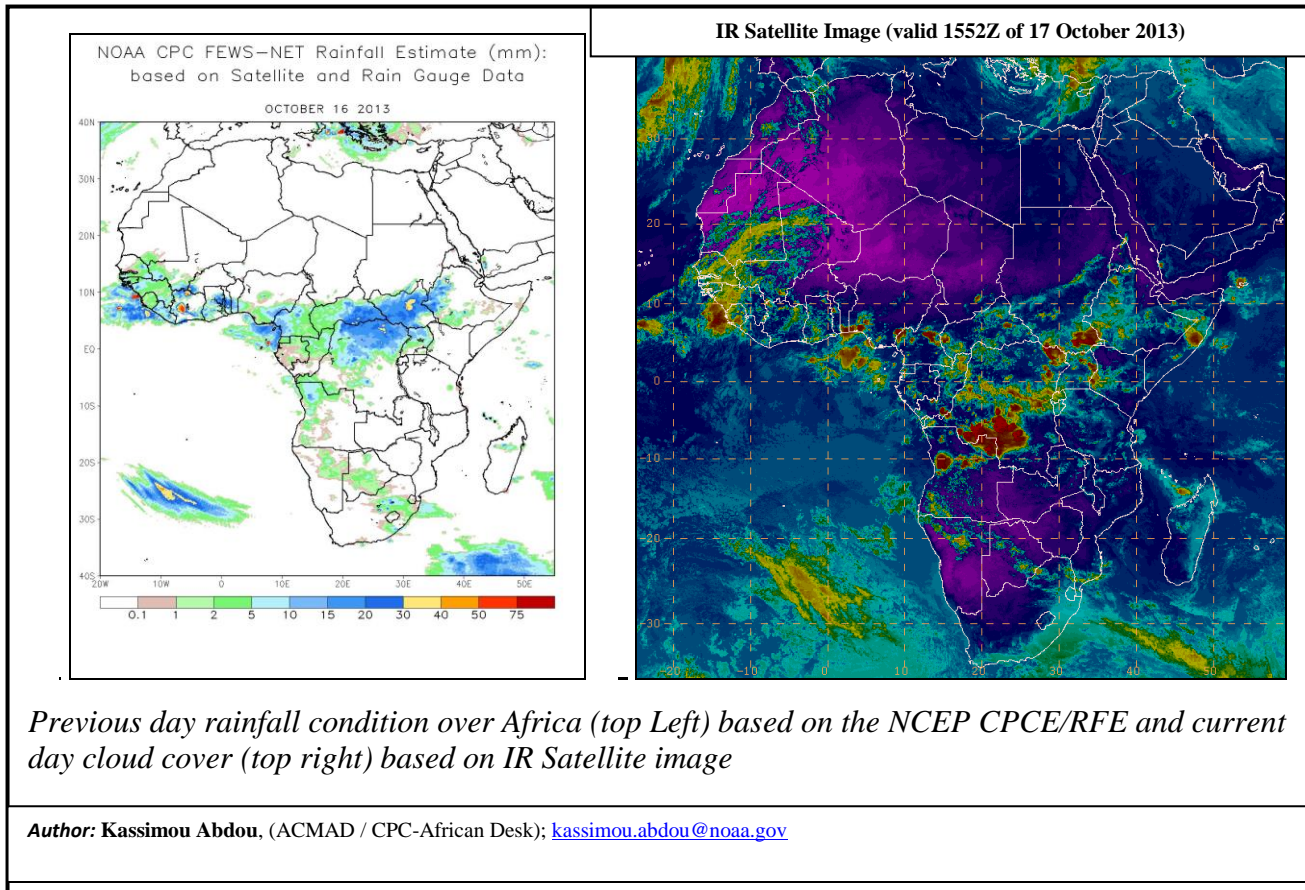 NOAA CPC FEWS-NET Rainfall Estimate (mm):
based on Satellite and Rain Gauge Data
OCTOBER 16 2013
40N
30N
20N
10N
EQ
10S
20S
30S
40S
20W 10W 0 10E 20E 30E 40E 50E
0.1 1 2 5 10 15 20 30 40 50 75
IR Satellite Image (valid 1552Z of 17 October 2013)
20
10
0
-10
-20
-30
-20 -10 0 10 20 30 40 50
Previous day rainfall condition over Africa (top Left) based on the NCEP CPCE/RFE and current
day cloud cover (top right) based on IR Satellite image
Author: Kassimou Abdou, (ACMAD / CPC-African Desk); kassimou.abdou@noaa.gov